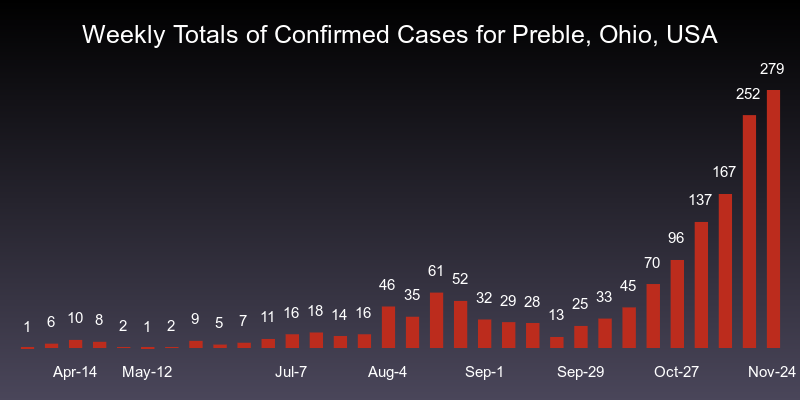 Weekly Totals of Confirmed Cases for Preble, Ohio, USA
1 6 10 8 2 1 2 9 5 7 11 16 18 14 16 46 35 61 52 32 29 28 13 25 33 45 70 96 137 167 252 279
Apr-14 May-12 Jul-7 Aug-4 Sep-1 Sep-29 Oct-27 Nov-24